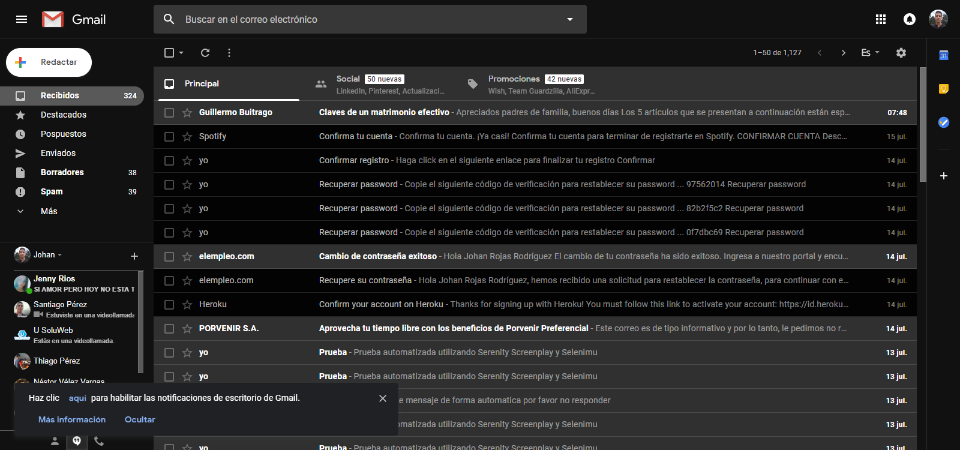 Gmail
Buscar en el correo electrónico
Redactar
1–50 de 1,127
Es
Recibidos 324
Destacados
Pospuestos
Enviados
Borradores 38
Spam 39
Más
Principal
Social 50 nuevas
LinkedIn, Pinterest, Actualizaci...
Promociones 42 nuevas
Wish, Team Guardzilla, AliExpr...
Guillermo Buitrago Claves de un matrimonio efectivo - Apreciados padres de familia, buenos días Los 5 artículos que se presentan a continuación están esp... 07:48
Spotify Confirma tu cuenta - Confirma tu cuenta. ¡Ya casi! Confirma tu cuenta para terminar de registrarte en Spotify. CONFIRMAR CUENTA Desc... 15 jul.
yo Confirmar registro - Haga click en el siguiente enlace para finalizar tu registro Confirmar 14 jul.
yo Recuperar password - Copie el siguiente código de verificación para restablecer su password ... 97562014 Recuperar password 14 jul.
yo Recuperar password - Copie el siguiente código de verificación para restablecer su password ... 82b2f5c2 Recuperar password 14 jul.
yo Recuperar password - Copie el siguiente código de verificación para restablecer su password ... 0f7dbc69 Recuperar password 14 jul.
elempleo.com Cambio de contraseña exitoso - Hola Johan Rojas Rodríguez El cambio de tu contraseña ha sido exitoso. Ingresa a nuestro portal y encu... 14 jul.
elempleo.com Recupere su contraseña - Hola Johan Rojas Rodríguez, hemos recibido una solicitud para restablecer la contraseña, para continuar con e... 14 jul.
Heroku Confirm your account on Heroku - Thanks for signing up with Heroku! You must follow this link to activate your account: https://id.heroku... 14 jul.
PORVENIR S.A. Aprovecha tu tiempo libre con los beneficios de Porvenir Preferencial - Este correo es de tipo informativo y por lo tanto, le pedimos no r... 14 jul.
yo Prueba - Prueba automatizada utilizando Serenity Screenplay y Selenimu 13 jul.
yo Prueba - Prueba automatizada utilizando Serenity Screenplay y Selenimu 13 jul.
e mensaje de forma automatica por favor no responder 13 jul.
13 jul.
yo Prueba - Prueba automatizada utilizando Serenity Screenplay y Selenimu 13 jul.
Johan
Jenny Rios
SI AMOR PERO HOY NO ESTA T
Santiago Pérez
Estuviste en una videollamada
U SoluWeb
Estás en una videollamada.
Thiago Pérez
Néstor Vélez Vargas
Haz clic aquí para habilitar las notificaciones de escritorio de Gmail.
Más información Ocultar